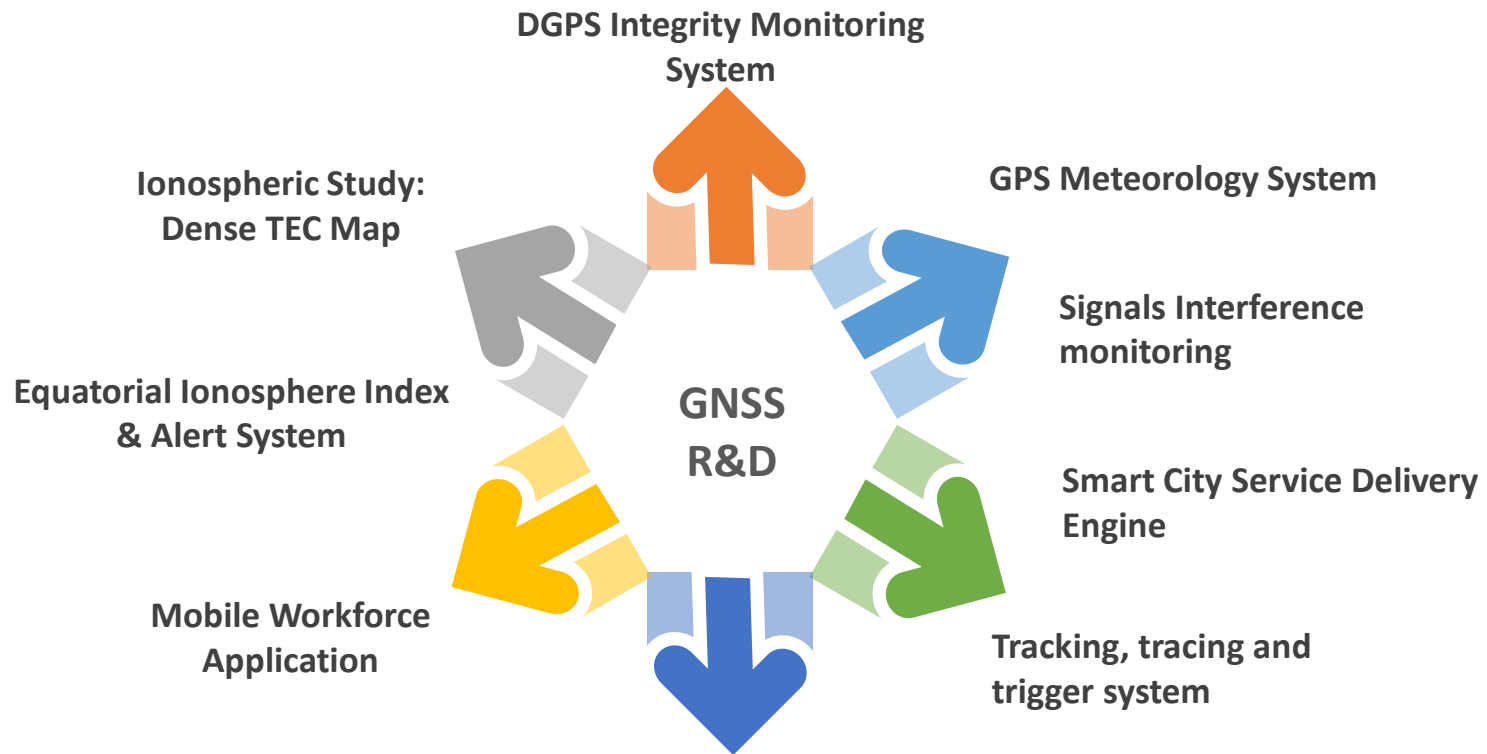 DGPS Integrity Monitoring
System
Ionospheric Study:
Dense TEC Map
GPS Meteorology System
Signals Interference
monitoring
Equatorial Ionosphere Index
& Alert System
GNSS
R&D
Smart City Service Delivery
Engine
Mobile Workforce
Application
Tracking, tracing and
trigger system